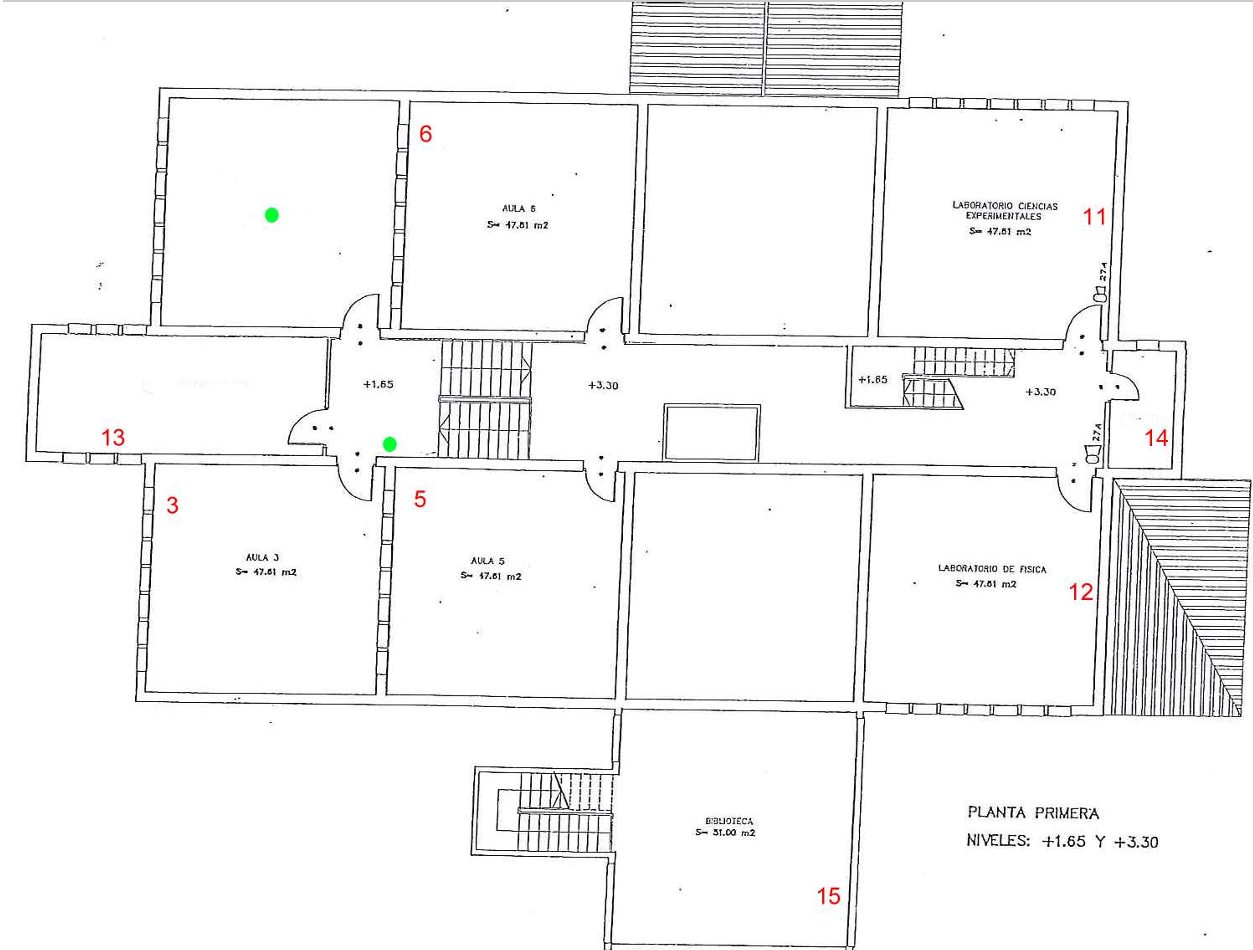 6
AULA 6
S= 47.61 m2
LABORATORIO CIENCIAS
EXPERIMENTALES
S= 47.61 m2
11
27A
+1.65
+3.30
+1.65
+3.30
13
27A
14
3
5
AULA 3
S= 47.61 m2
AULA 5
S= 47.61 m2
LABORATORIO DE FISICA
S= 47.61 m2
12
BIBLIOTECA
S= 51.00 m2
15
PLANTA PRIMERA
NIVELES: +1.65 Y +3.30